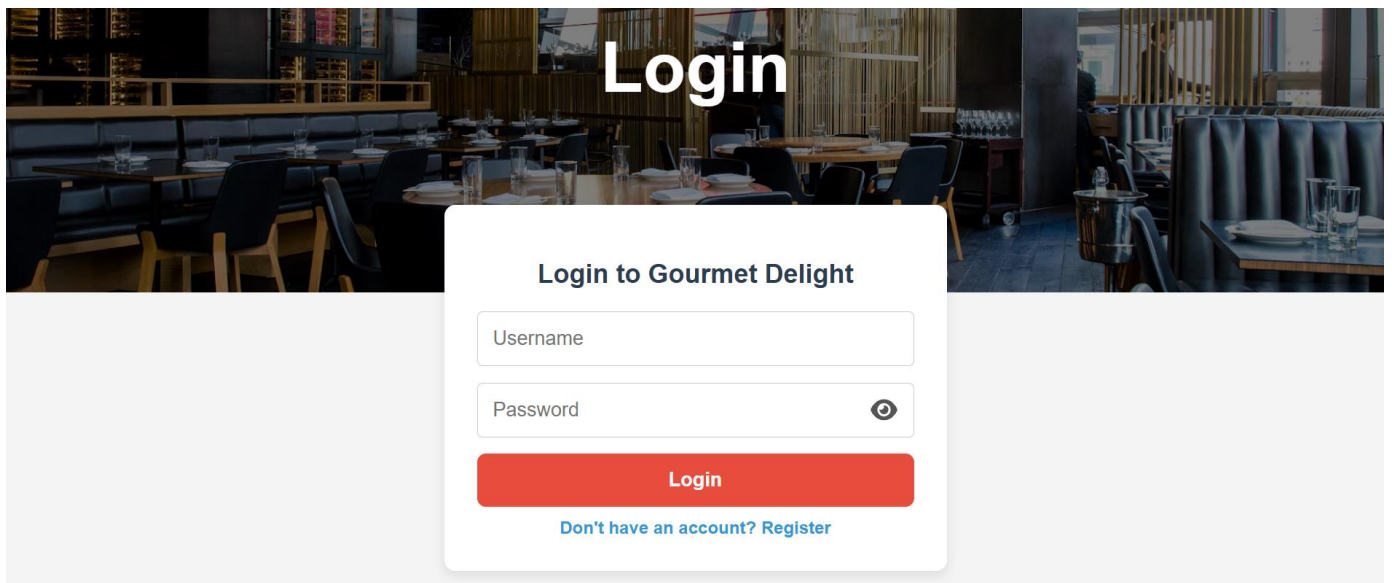 Login
Login to Gourmet Delight
Username
Password
Login
Don't have an account? Register